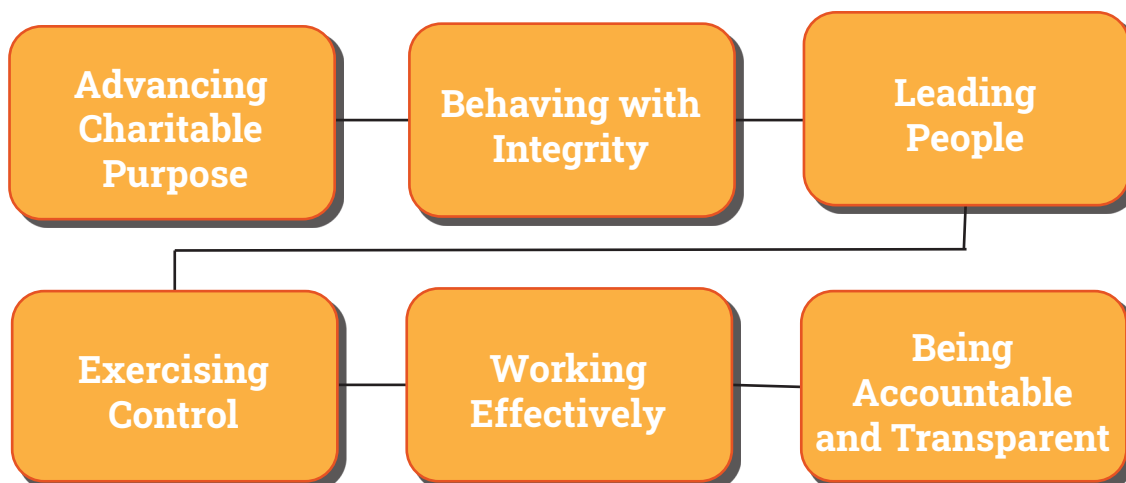 Advancing
Charitable
Purpose
Behaving with
Integrity
Leading
People
Exercising
Control
Working
Effectively
Being
Accountable
and Transparent